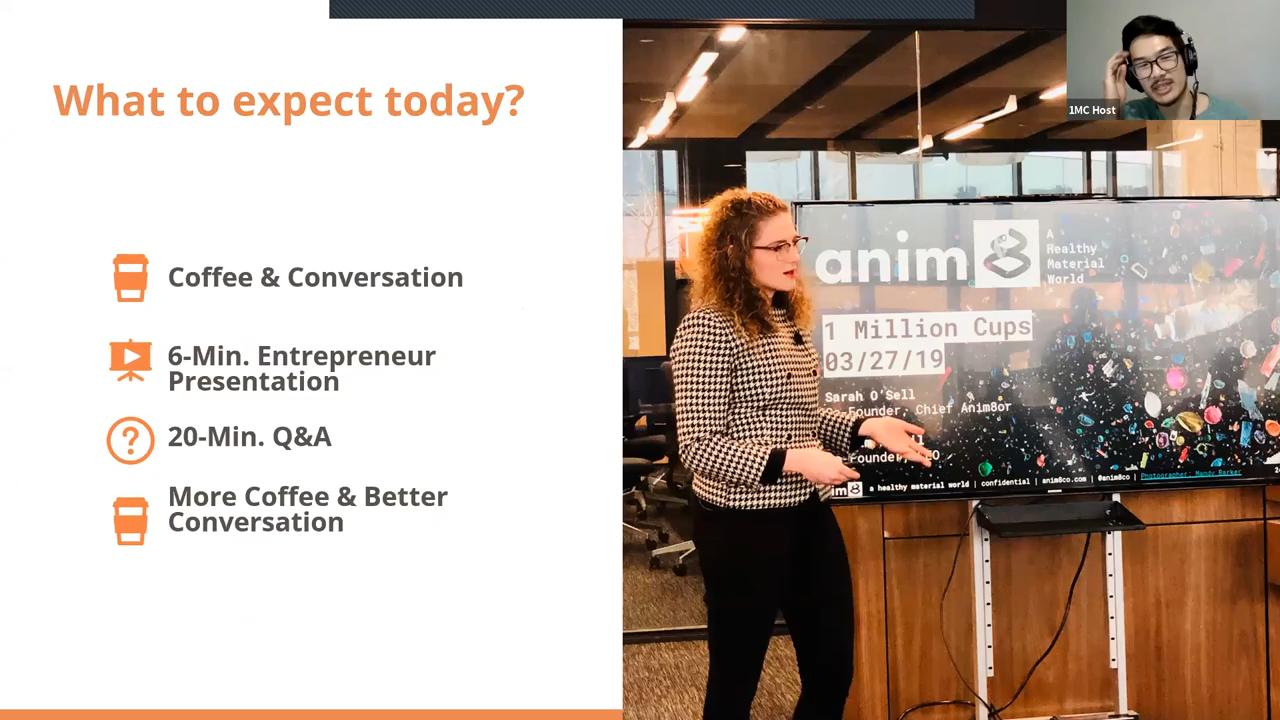 What to expect today?
Coffee & Conversation
6-Min. Entrepreneur
Presentation
20-Min. Q&A
More Coffee & Better
Conversation
1MC Host
anim8
A
Healthy
Material
World
1 Million Cups
03/27/19
Sarah O'Sell
Co-Founder, Chief Anim8or
a healthy material world | confidential | anim8co.com | @anim8co | Photographer, Mandy Barker